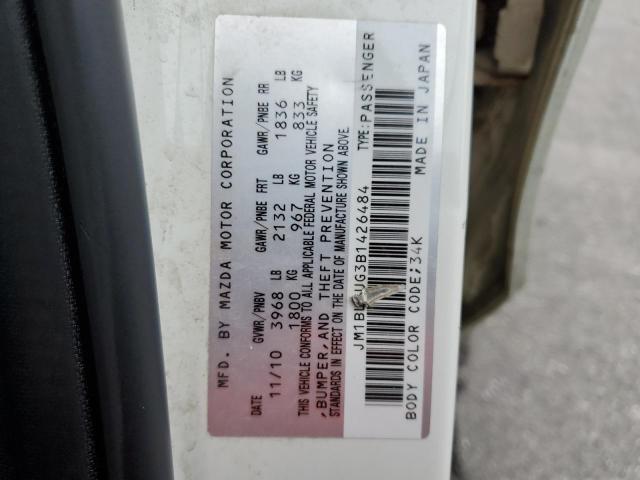 MFD. BY MAZDA MOTOR CORPORATION
DATE GVWR/PNBV GAWR/PNBE FRT GAWR/PNBE RR
11/10 3968 LB 2132 LB 1836 LB
1800 KG 967 KG 833 KG
THIS VEHICLE CONFORMS TO ALL APPLICABLE FEDERAL MOTOR VEHICLE SAFETY
,BUMPER,AND THEFT PREVENTION
STANDARDS IN EFFECT ON THE DATE OF MANUFACTURE SHOWN ABOVE.
UG3B1426484 TYPE:PASSENGER
BODY COLOR CODE;34K MADE IN JAPAN